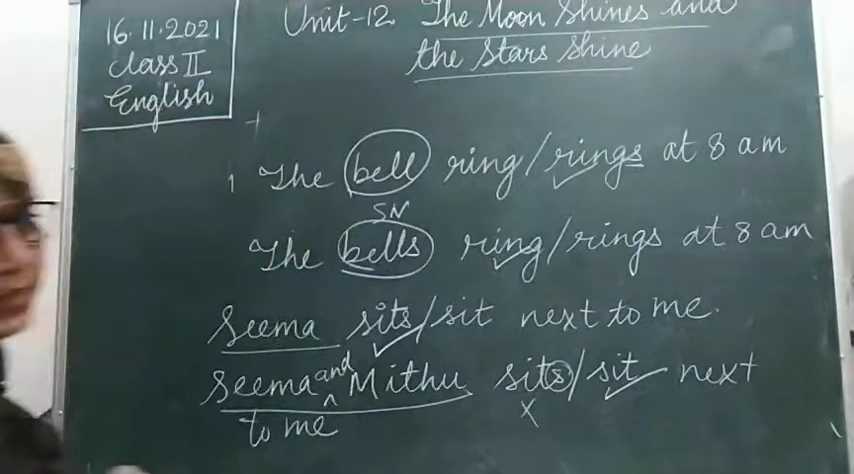 16.11.2021
Class II
English
Unit-12. The Moon Shines and
the Stars Shine
1 The bell ring/rings at 8 am
SN
The bells ring/rings at 8 am
Seema sits/sit next to me.
Seema and Mithu sits/sit next
to me